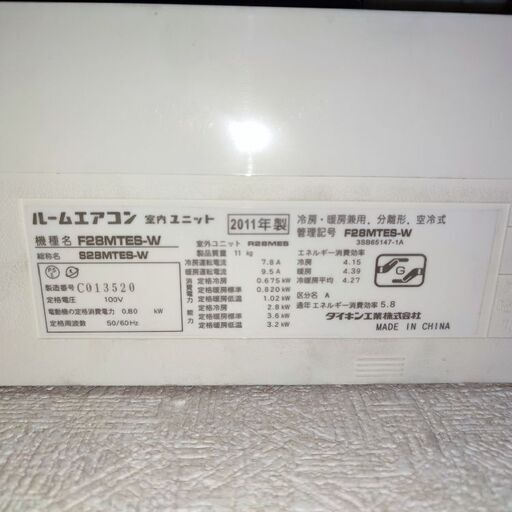 ルームエアコン 室内ユニット 2011年製 冷房・暖房兼用、分離形、空冷式
機種名 F28MTES-W 管理記号 F28MTES-W
3SB65147-1A
総称名 S28MTES-W
室外ユニット R28MES
製品質量 11 kg
製造番号 C013520
定格電圧 100V
電動機の定格消費電力 0.80 kW
定格周波数 50/60Hz
冷房運転電流 7.8 A
暖房運転電流 9.5 A
消費電力
定格冷房 0.675 kW
定格暖房標準 0.820 kW
定格暖房低温 1.02 kW
能力
定格冷房 2.8 kW
定格暖房標準 3.6 kW
定格暖房低温 3.2 kW
エネルギー消費効率
冷房 4.15
暖房 4.39
冷暖房平均 4.27
区分名 A
通年エネルギー消費効率 5.8
ダイキン工業株式会社
MADE IN CHINA
G